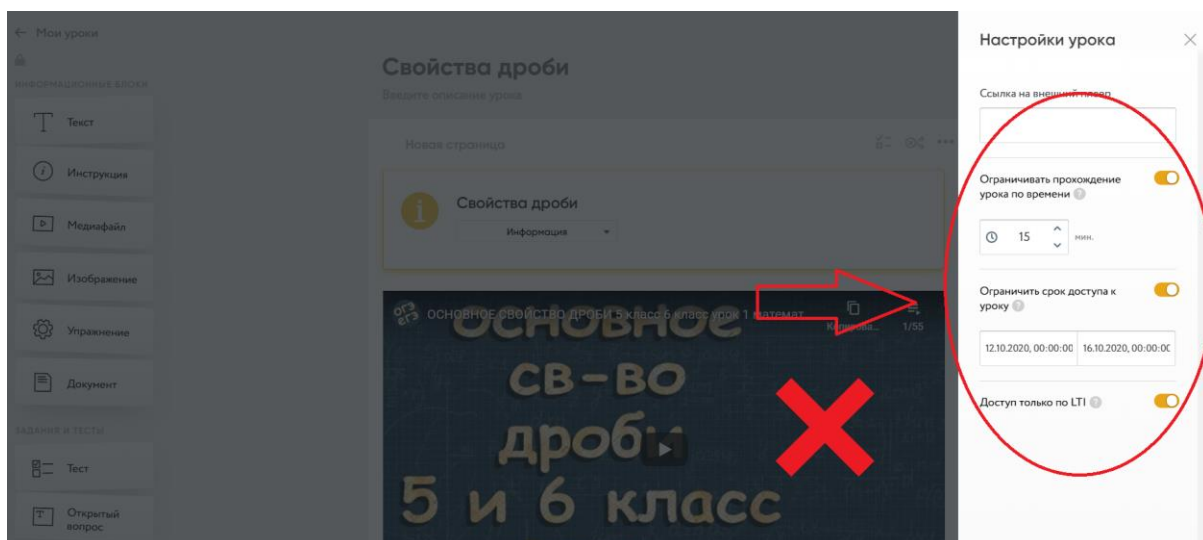 ← Мои уроки
ИНФОРМАЦИОННЫЕ БЛОКИ
Текст
Инструкция
Медиафайл
Изображение
Упражнение
Документ
ЗАДАНИЯ И ТЕСТЫ
Тест
Открытый
вопрос
Свойства дроби
Введите описание урока
Новая страница
Свойства дроби
Информация
ОСНОВНОЕ СВОЙСТВО ДРОБИ 5 класс 6 класс урок 1 математ
Копирова...
1/55
ОСНОВНОЕ
СВ-ВО
дроби
5 и 6 класс
Настройки урока
Ссылка на внешний плеер
Ограничивать прохождение
урока по времени ?
15 мин.
Ограничить срок доступа к
уроку ?
12.10.2020, 00:00:00 16.10.2020, 00:00:00
Доступ только по LTI ?